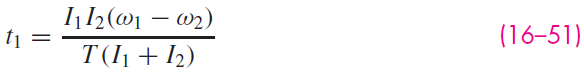 t₁ = I₁I₂(ω₁ − ω₂) / T(I₁ + I₂) (16–51)